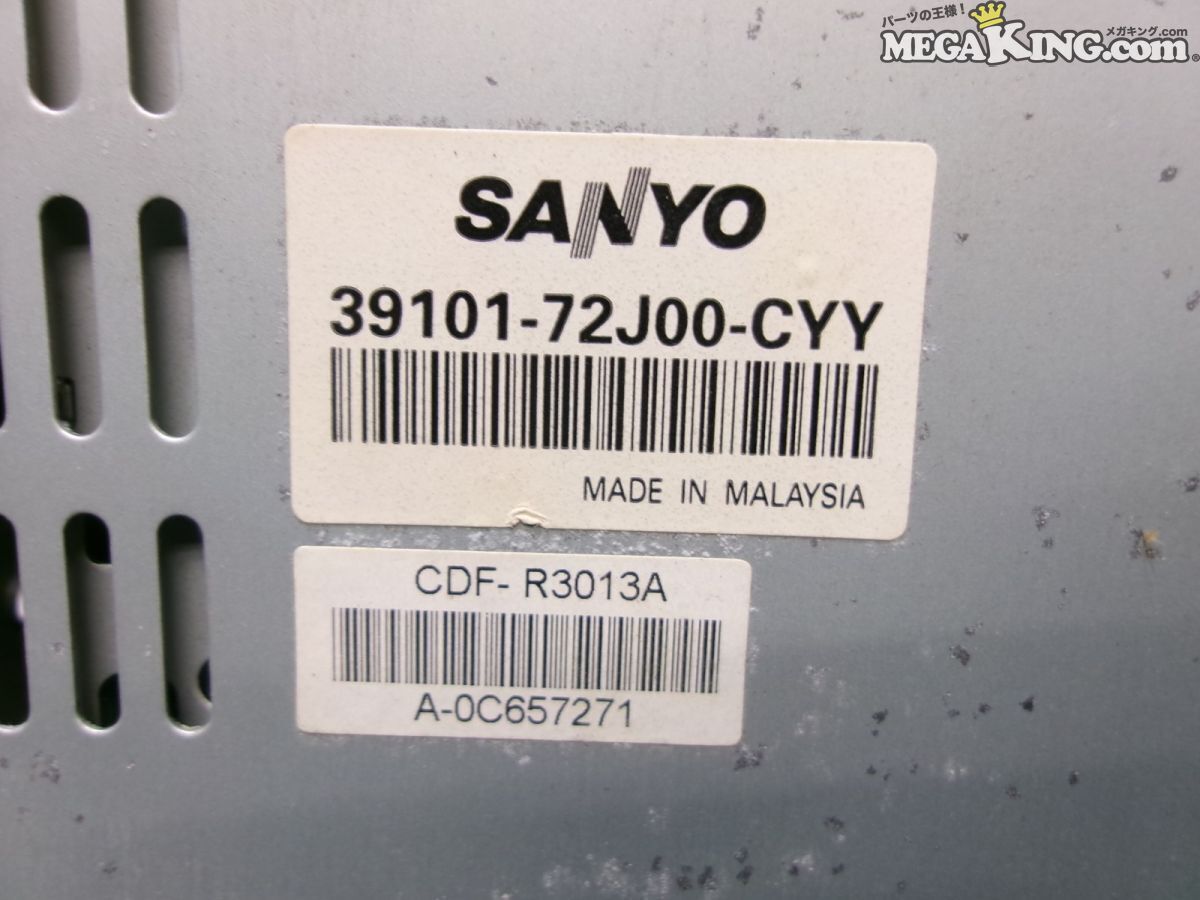 パーツの王様！
メガキング.com
MEGAKING.com®
SANYO
39101-72J00-CYY
MADE IN MALAYSIA
CDF- R3013A
A-0C657271